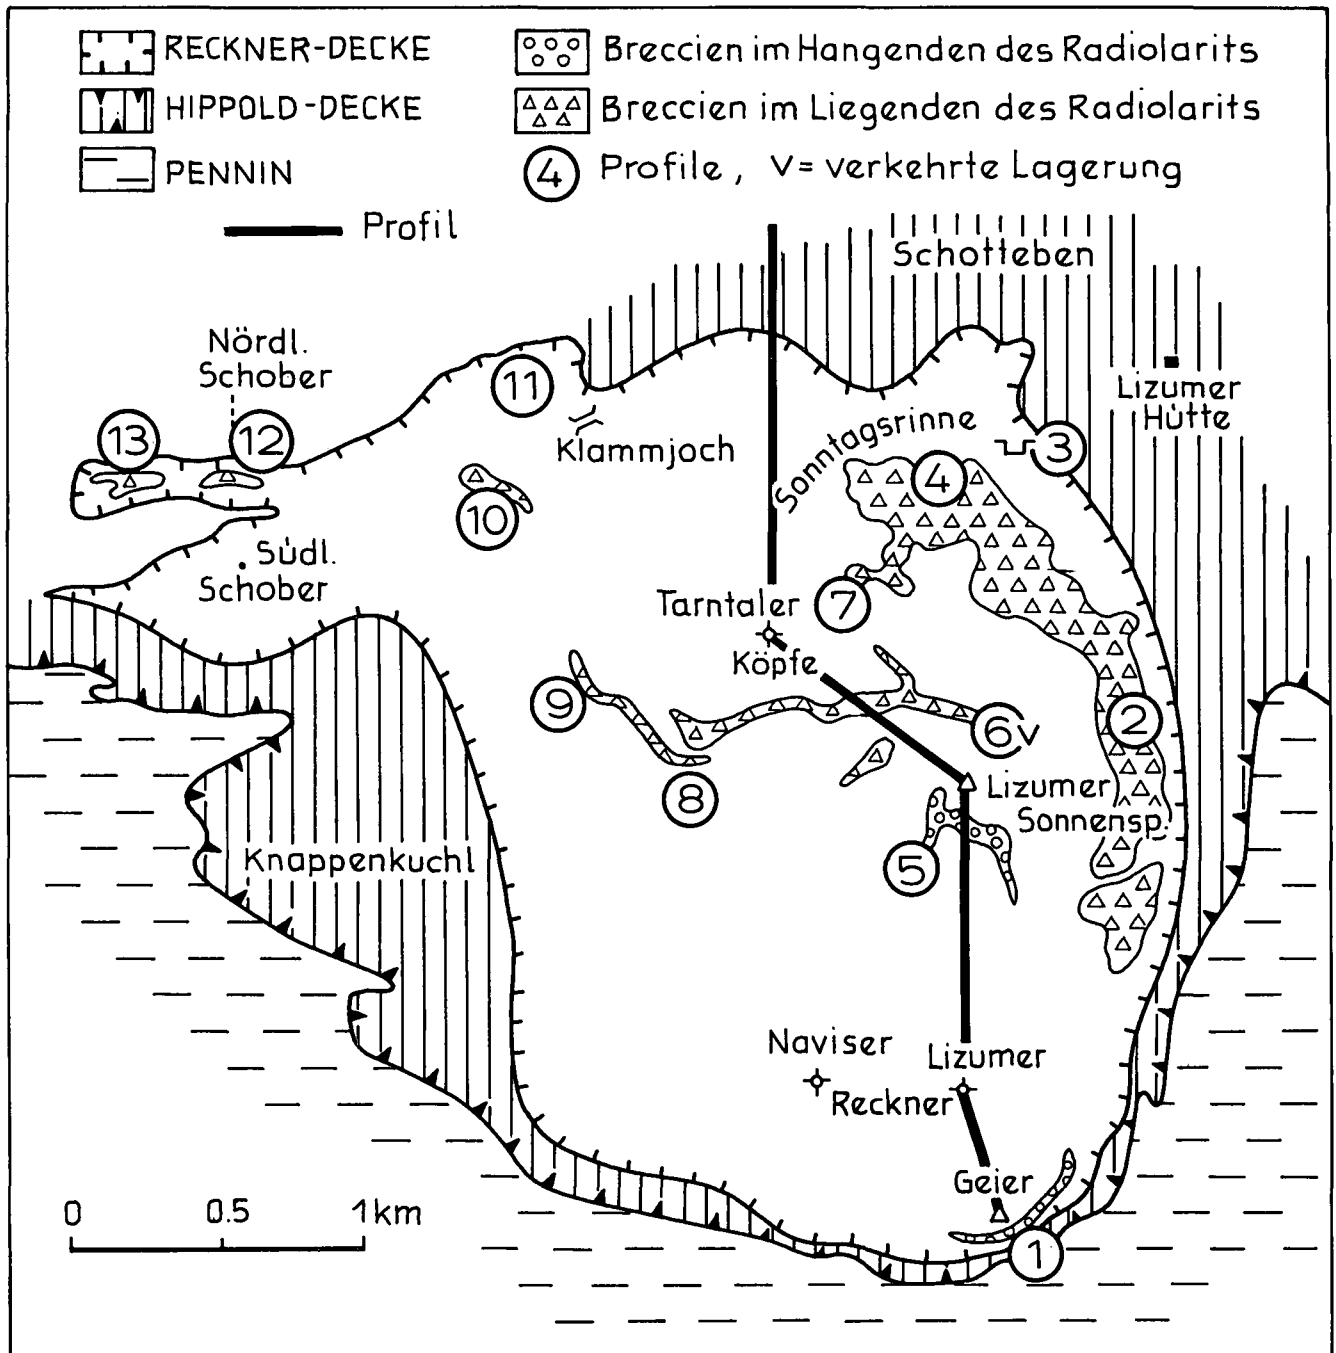 RECKNER-DECKE
Breccien im Hangenden des Radiolarits
HIPPOLD-DECKE
Breccien im Liegenden des Radiolarits
PENNIN
4 Profile, V= verkehrte Lagerung
Profil
Schotteben
Nördl.
Schober
Lizumer
Hütte
11
Klammjoch
Sonntagsrinne
13
12
3
4
10
Südl.
Schober
7
Tarntaler
Köpfe
9
6v
2
8
Lizumer
Sonnensp.
5
Knappenkuchl
Naviser
Lizumer
Reckner
Geier
1
0 0.5 1km